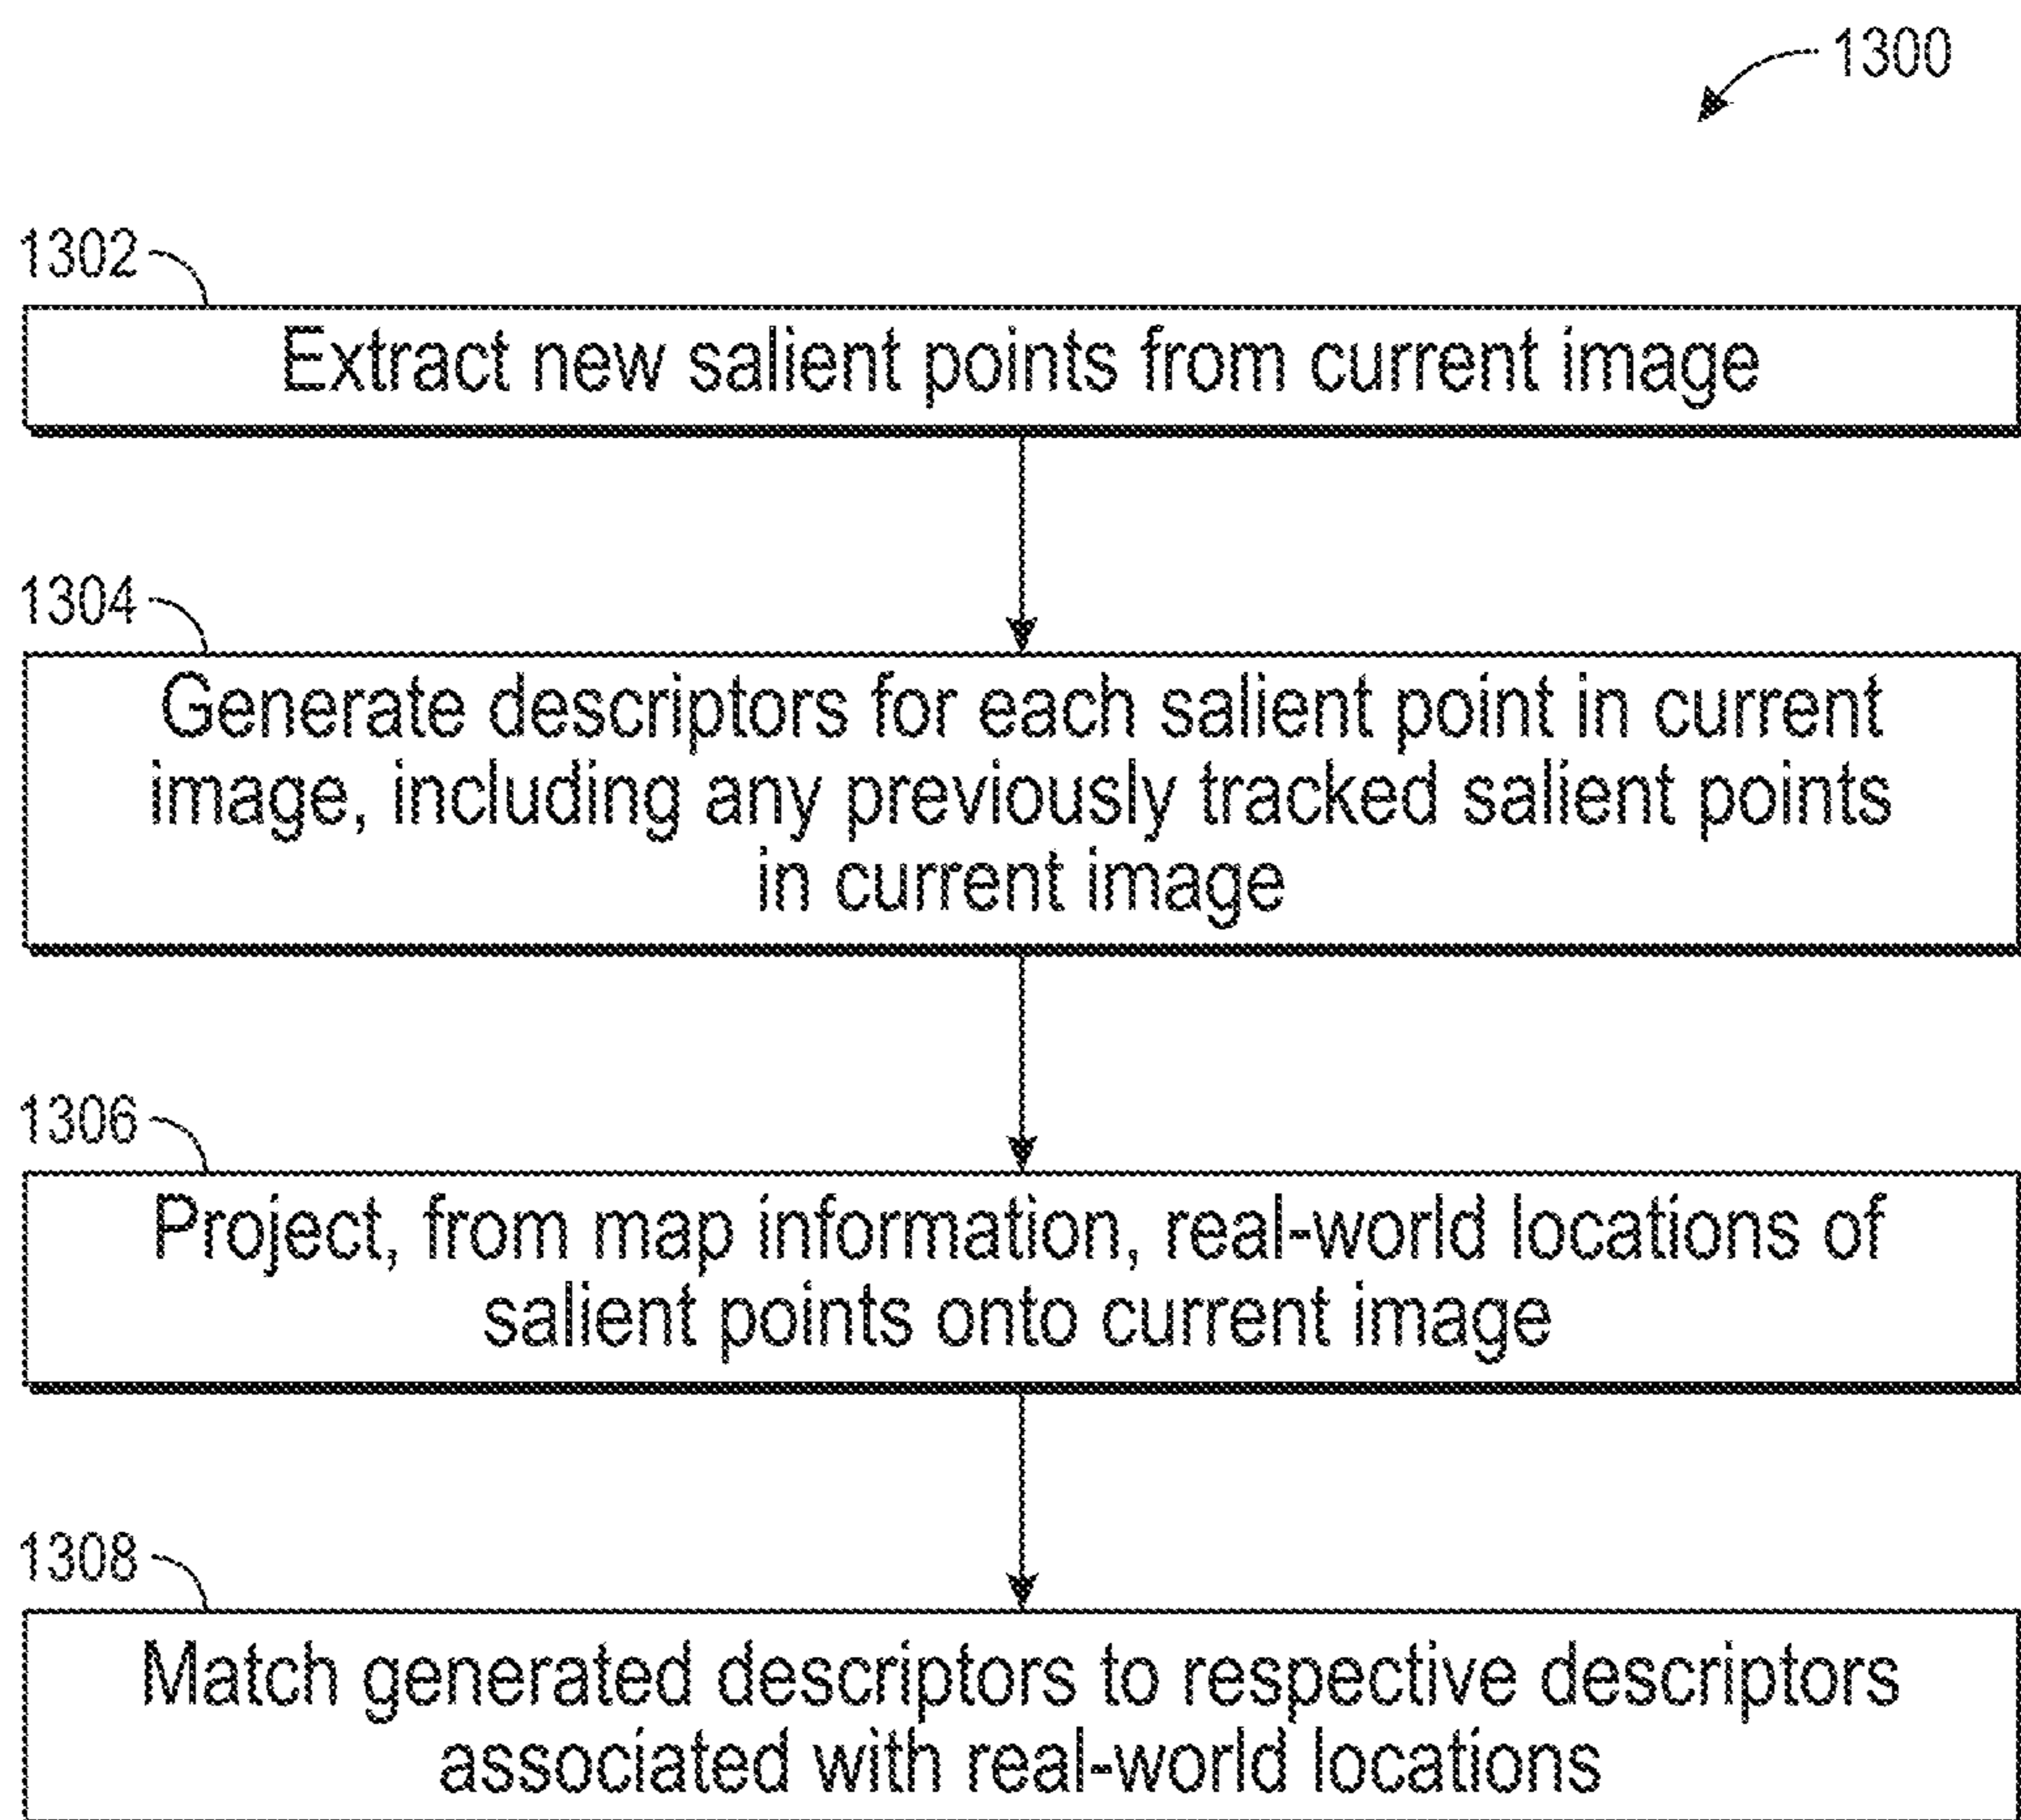 1300
1302
Extract new salient points from current image
1304
Generate descriptors for each salient point in current
image, including any previously tracked salient points
in current image
1306
Project, from map information, real-world locations of
salient points onto current image
1308
Match generated descriptors to respective descriptors
associated with real-world locations